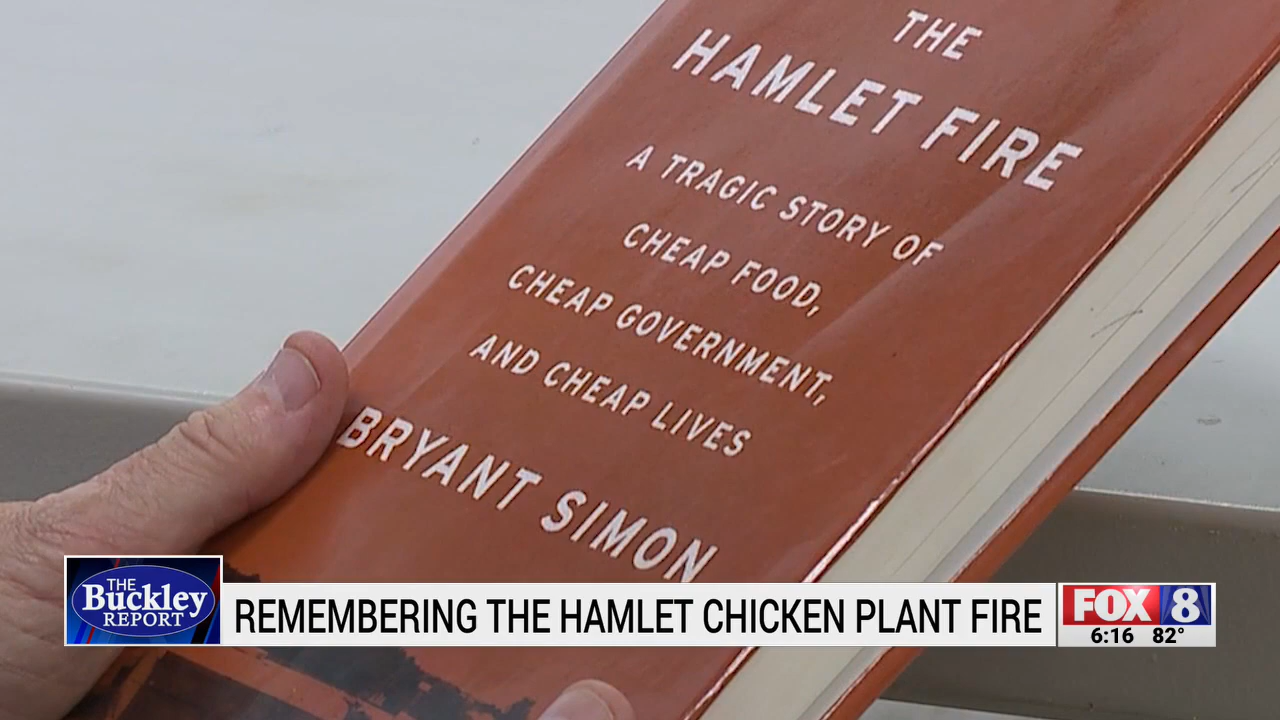 THE
HAMLET FIRE
A TRAGIC STORY OF
CHEAP FOOD,
CHEAP GOVERNMENT,
AND CHEAP LIVES
BRYANT SIMON
THE
Buckley
REPORT
REMEMBERING THE HAMLET CHICKEN PLANT FIRE
FOX 8
6:16 82°